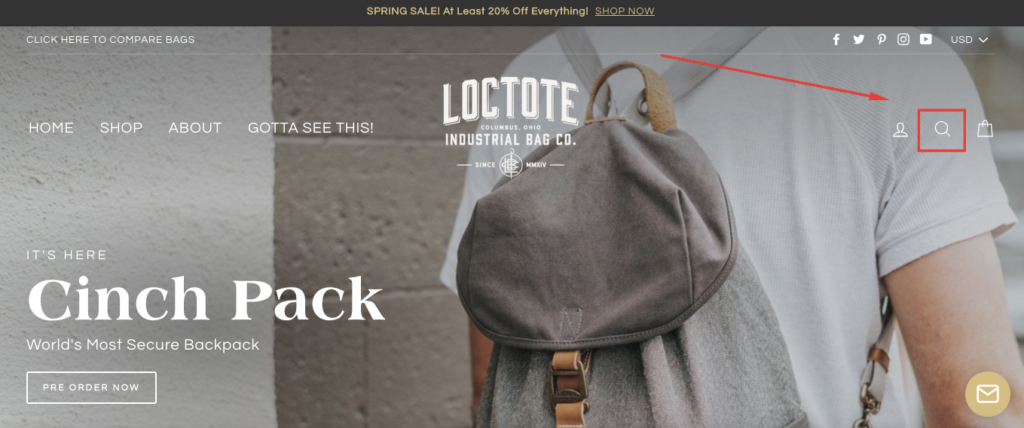 SPRING SALE! At Least 20% Off Everything! SHOP NOW
CLICK HERE TO COMPARE BAGS
USD
HOME SHOP ABOUT GOTTA SEE THIS!
LOCTOTE
COLUMBUS, OHIO
INDUSTRIAL BAG CO.
SINCE MMXIV
IT'S HERE
Cinch Pack
World's Most Secure Backpack
PRE ORDER NOW